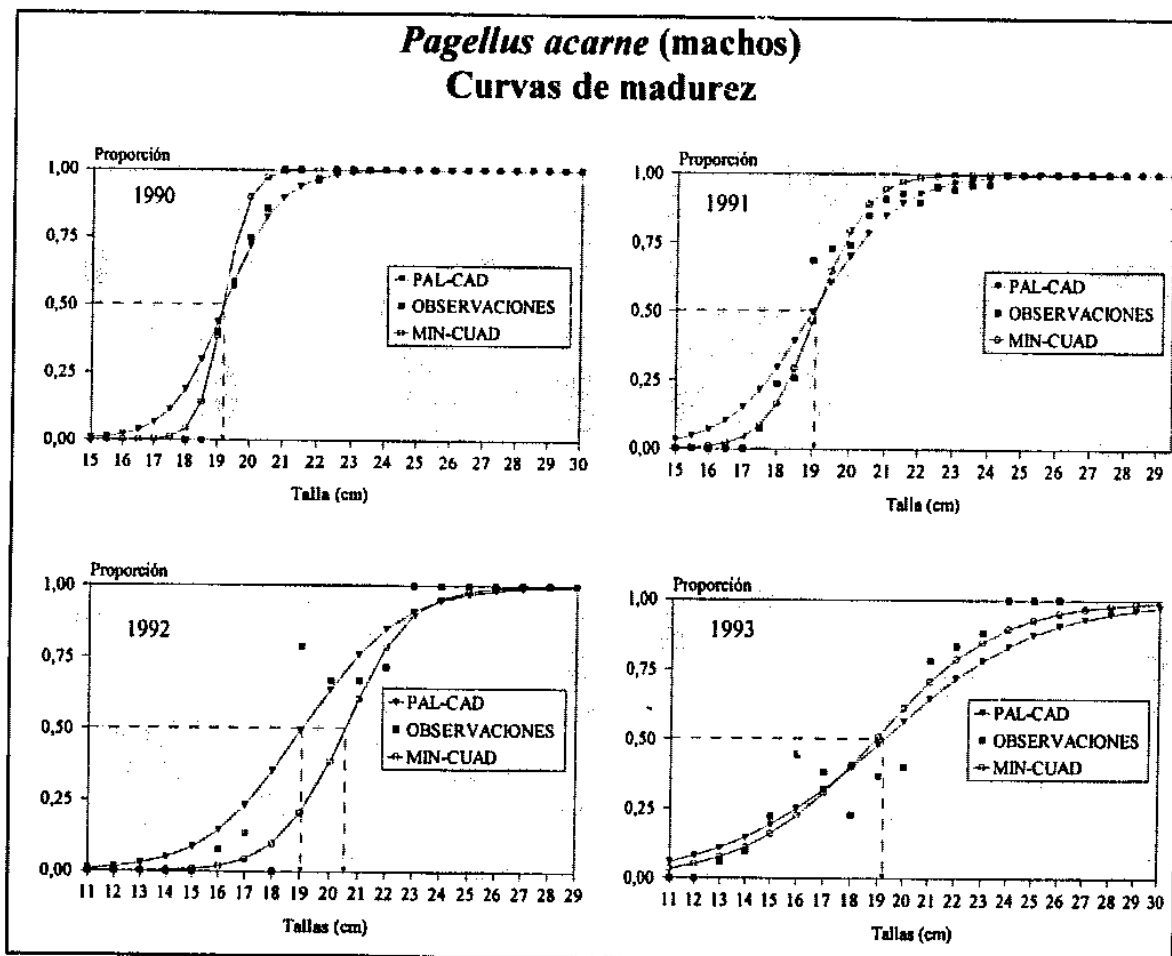 Pagellus acarne (machos)
Curvas de madurez
Proporción
1,00
0,75
0,50
0,25
0,00
1990
PAL-CAD
OBSERVACIONES
MIN-CUAD
15 16 17 18 19 20 21 22 23 24 25 26 27 28 29 30
Talla (cm)
Proporción
1,00
0,75
0,50
0,25
0,00
1991
PAL-CAD
OBSERVACIONES
MIN-CUAD
15 16 17 18 19 20 21 22 23 24 25 26 27 28 29
Talla (cm)
Proporción
1,00
0,75
0,50
0,25
0,00
1992
PAL-CAD
OBSERVACIONES
MIN-CUAD
11 12 13 14 15 16 17 18 19 20 21 22 23 24 25 26 27 28 29
Tallas (cm)
Proporción
1,00
0,75
0,50
0,25
0,00
1993
PAL-CAD
OBSERVACIONES
MIN-CUAD
11 12 13 14 15 16 17 18 19 20 21 22 23 24 25 26 27 28 29 30
Tallas (cm)